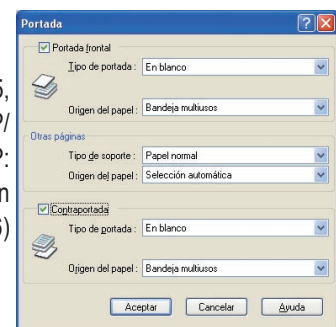 Portada
Portada frontal
Tipo de portada : En blanco
Origen del papel : Bandeja multiusos
Otras páginas
Tipo de soporte : Papel normal
Origen del papel : Selección automática
Contraportada
Tipo de portada : En blanco
Origen del papel : Bandeja multiusos
Aceptar Cancelar Ayuda